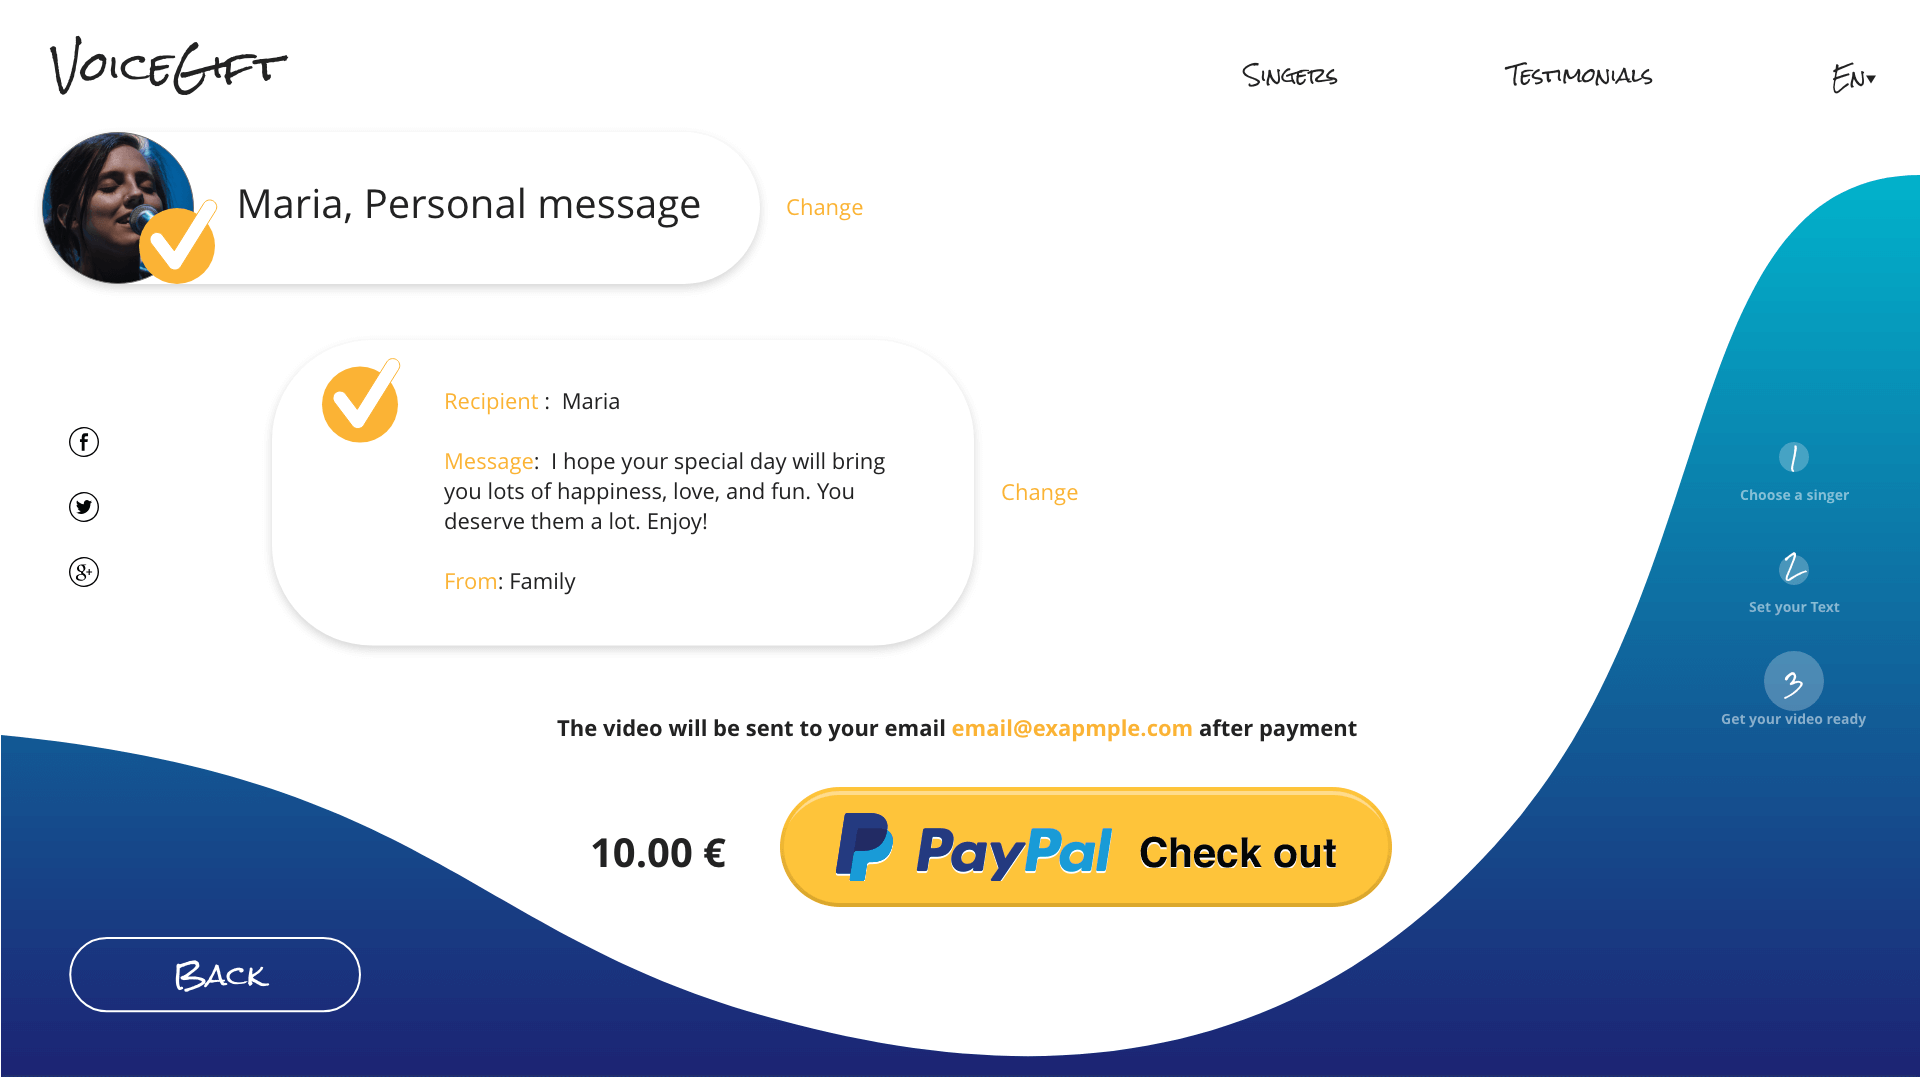 VoiceGift
Singers
Testimonials
En▾
Maria, Personal message
Change
Recipient : Maria
Message: I hope your special day will bring
you lots of happiness, love, and fun. You
deserve them a lot. Enjoy!
From: Family
Change
f
g+
1
Choose a singer
2
Set your Text
3
Get your video ready
The video will be sent to your email email@exapmple.com after payment
10.00 €
PayPal Check out
Back